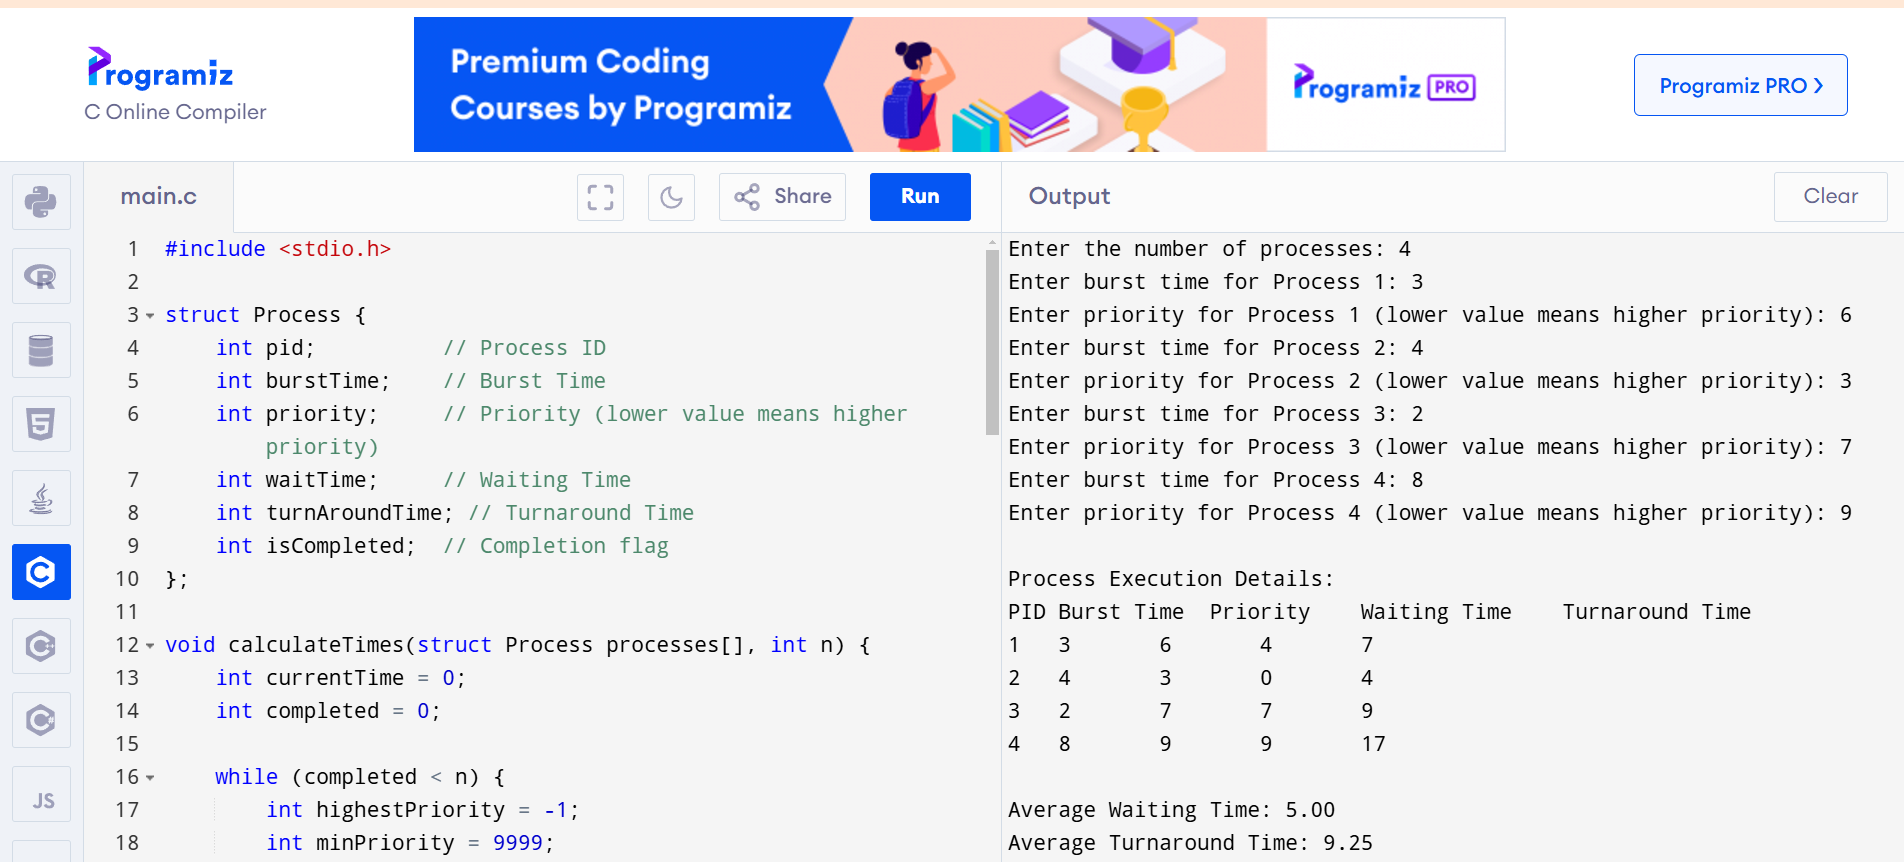 Programiz
C Online Compiler
Premium Coding
Courses by Programiz
Programiz PRO
Programiz PRO
main.c
Share
Run
Output
Clear
JS
1 #include <stdio.h>
2
3 struct Process {
4     int pid;          // Process ID
5     int burstTime;    // Burst Time
6     int priority;     // Priority (lower value means higher
priority)
7     int waitTime;     // Waiting Time
8     int turnAroundTime; // Turnaround Time
9     int isCompleted;  // Completion flag
10 };
11
12 void calculateTimes(struct Process processes[], int n) {
13     int currentTime = 0;
14     int completed = 0;
15
16     while (completed < n) {
17         int highestPriority = -1;
18         int minPriority = 9999;
Enter the number of processes: 4
Enter burst time for Process 1: 3
Enter priority for Process 1 (lower value means higher priority): 6
Enter burst time for Process 2: 4
Enter priority for Process 2 (lower value means higher priority): 3
Enter burst time for Process 3: 2
Enter priority for Process 3 (lower value means higher priority): 7
Enter burst time for Process 4: 8
Enter priority for Process 4 (lower value means higher priority): 9
Process Execution Details:
PID Burst Time  Priority    Waiting Time    Turnaround Time
1   3       6       4       7
2   4       3       0       4
3   2       7       7       9
4   8       9       9       17
Average Waiting Time: 5.00
Average Turnaround Time: 9.25